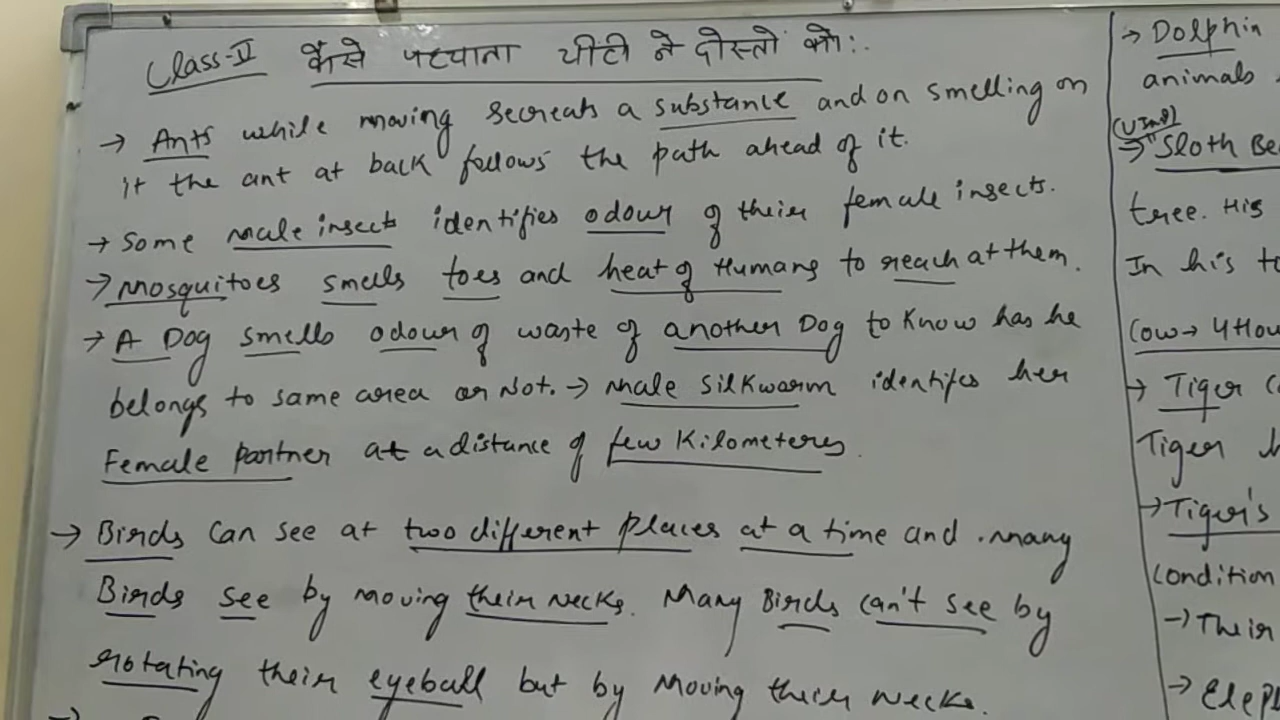 Class-II कैसे पहचाना चींटी ने दोस्तों को:.
→ Ants while moving secreats a substance and on smelling on
it the ant at back follows the path ahead of it.
→ Some male insects identifies odour of their female insects.
→ Mosquitoes smells toes and heat of Humans to reach at them.
→ A Dog smells odour of waste of another Dog to Know has he
belongs to same area or Not. → Male Silkwarm identifes her
Female partner at a distance of few Kilometeres.
→ Birds Can see at two different places at a time and many
Birds see by moving their necks. Many Birds can't see by
rotating their eyeball but by Moving their necks.
→ Dolphin
animals
→ "Sloth Be
tree. His
In his to
Cow → 4 Hou
→ Tiger
Tiger
→ Tiger's
condition
→ Their
→ Elep